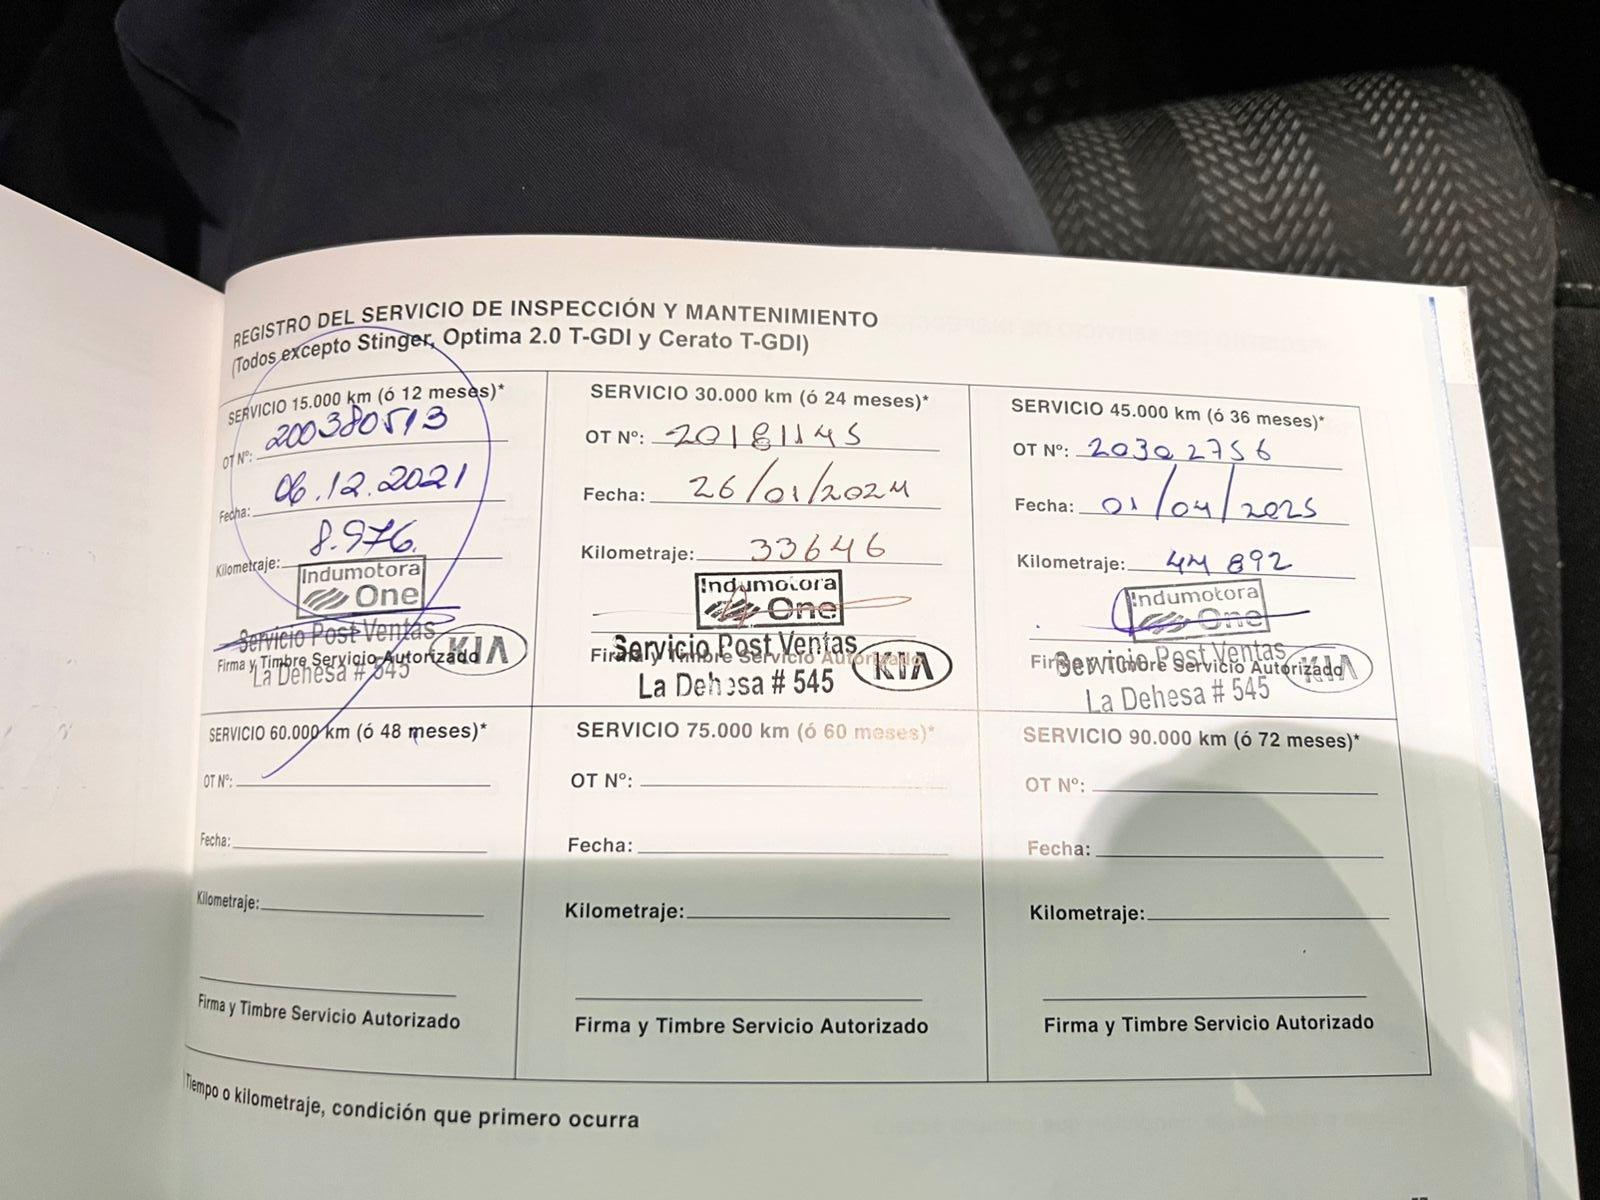 REGISTRO DEL SERVICIO DE INSPECCIÓN Y MANTENIMIENTO
(Todos excepto Stinger, Optima 2.0 T-GDI y Cerato T-GDI)
SERVICIO 15.000 km (ó 12 meses)*
OT Nº: 200380513
Fecha: 06.12.2021
Kilometraje: 8.976.
Indumotora
One
Servicio Post Ventas
KIA
Firma y Timbre Servicio Autorizado
La Dehesa # 545
SERVICIO 30.000 km (ó 24 meses)*
OT Nº: 20181145
Fecha: 26/01/2024
Kilometraje: 33646
Indumotora
One
Servicio Post Ventas
KIA
Firma y Timbre Servicio Autorizado
La Dehesa # 545
SERVICIO 45.000 km (ó 36 meses)*
OT Nº: 20302756
Fecha: 01/04/2025
Kilometraje: 44892
Indumotora
One
Servicio Post Ventas
KIA
Firma y Timbre Servicio Autorizado
La Dehesa # 545
SERVICIO 60.000 km (ó 48 meses)*
OT Nº:
Fecha:
Kilometraje:
Firma y Timbre Servicio Autorizado
SERVICIO 75.000 km (ó 60 meses)*
OT Nº:
Fecha:
Kilometraje:
Firma y Timbre Servicio Autorizado
SERVICIO 90.000 km (ó 72 meses)*
OT Nº:
Fecha:
Kilometraje:
Firma y Timbre Servicio Autorizado
Tiempo o kilometraje, condición que primero ocurra